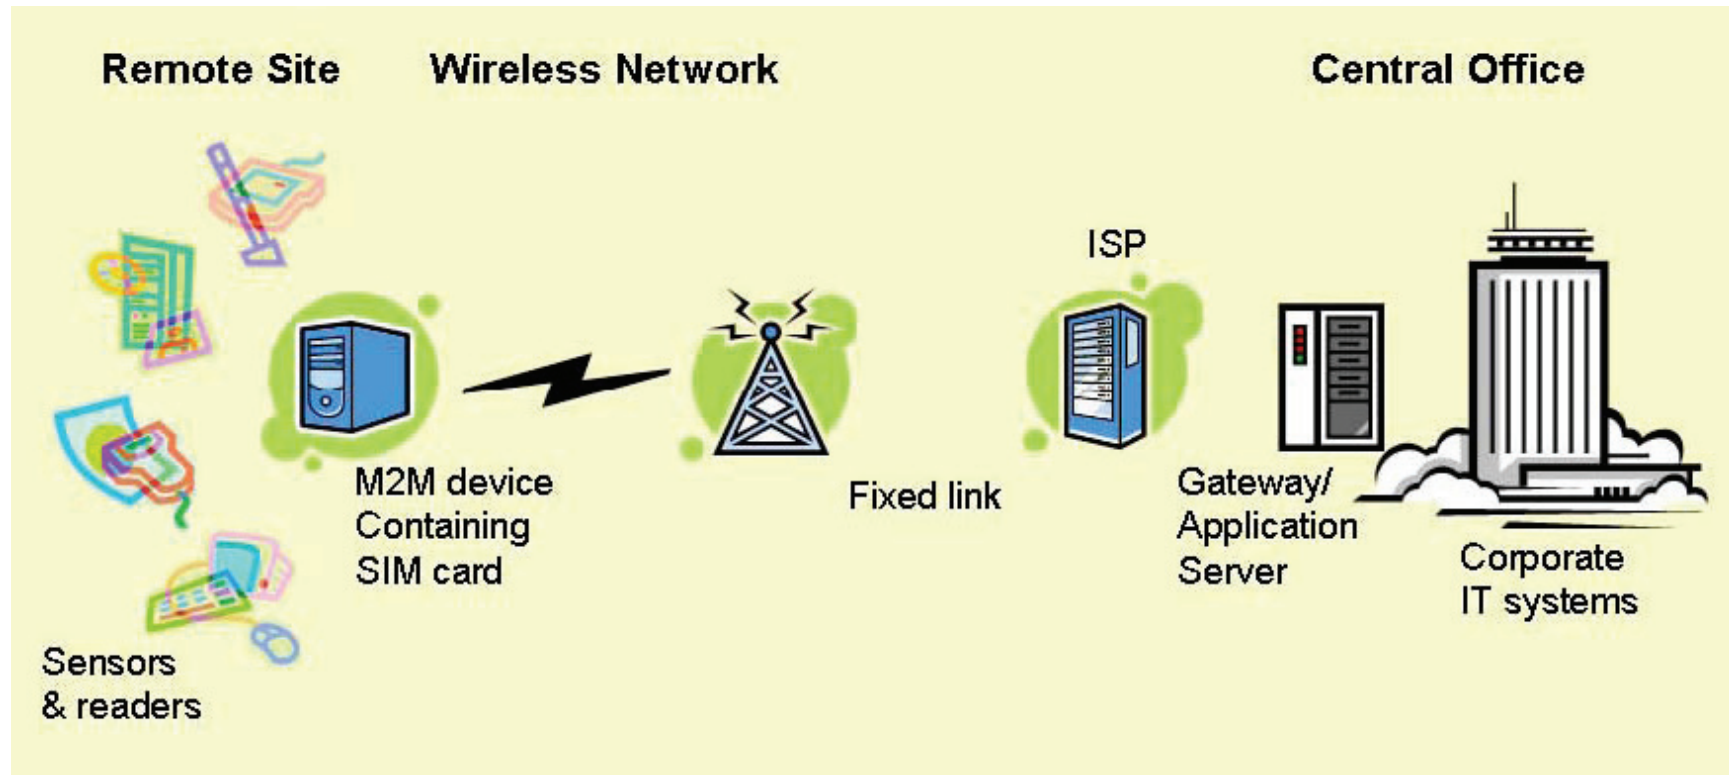 Remote Site
Wireless Network
Central Office
ISP
M2M device
Containing
SIM card
Fixed link
Gateway/
Application
Server
Corporate
IT systems
Sensors
& readers